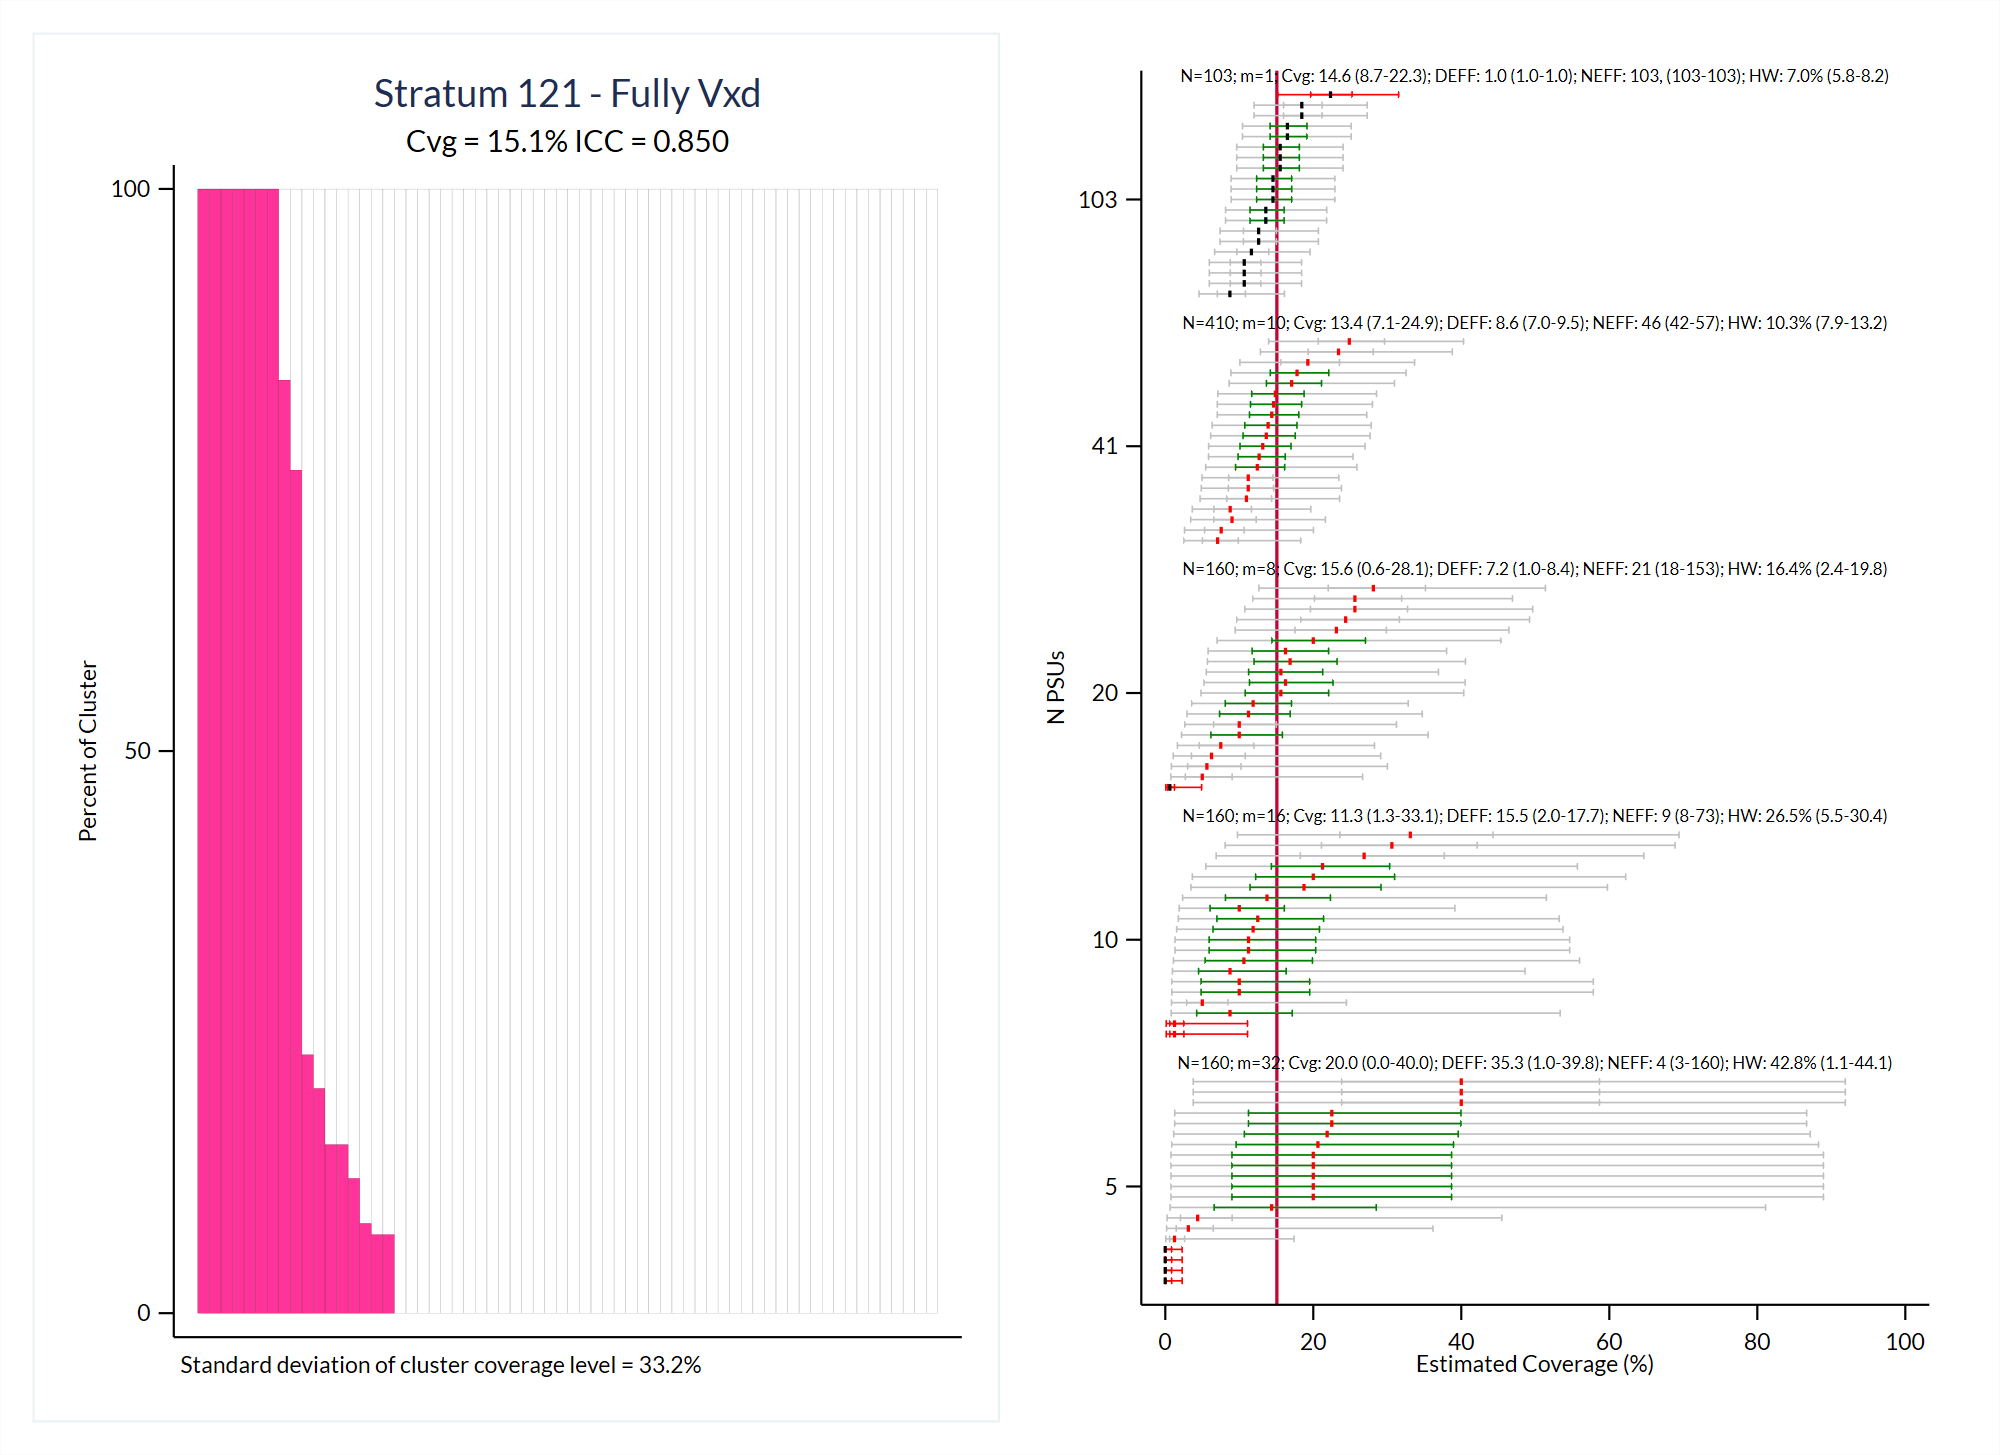 Stratum 121 - Fully Vxd
Cvg = 15.1% ICC = 0.850
100
50
0
Percent of Cluster
Standard deviation of cluster coverage level = 33.2%
N=103; m=1; Cvg: 14.6 (8.7-22.3); DEFF: 1.0 (1.0-1.0); NEFF: 103, (103-103); HW: 7.0% (5.8-8.2)
103
N=410; m=10; Cvg: 13.4 (7.1-24.9); DEFF: 8.6 (7.0-9.5); NEFF: 46 (42-57); HW: 10.3% (7.9-13.2)
41
N=160; m=8; Cvg: 15.6 (0.6-28.1); DEFF: 7.2 (1.0-8.4); NEFF: 21 (18-153); HW: 16.4% (2.4-19.8)
20
N PSUs
N=160; m=16; Cvg: 11.3 (1.3-33.1); DEFF: 15.5 (2.0-17.7); NEFF: 9 (8-73); HW: 26.5% (5.5-30.4)
10
N=160; m=32; Cvg: 20.0 (0.0-40.0); DEFF: 35.3 (1.0-39.8); NEFF: 4 (3-160); HW: 42.8% (1.1-44.1)
5
0 20 40 60 80 100
Estimated Coverage (%)